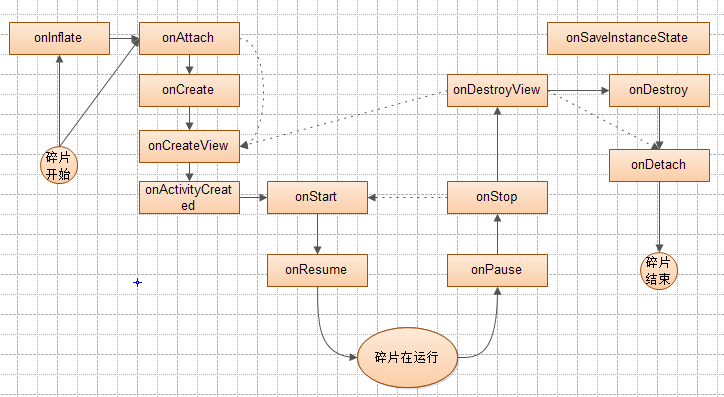 onInflate
onAttach
onSaveInstanceState
onCreate
onDestroyView
onDestroy
onCreateView
碎片
开始
onDetach
onActivityCreat
ed
onStart
onStop
onResume
onPause
碎片
结束
碎片在运行